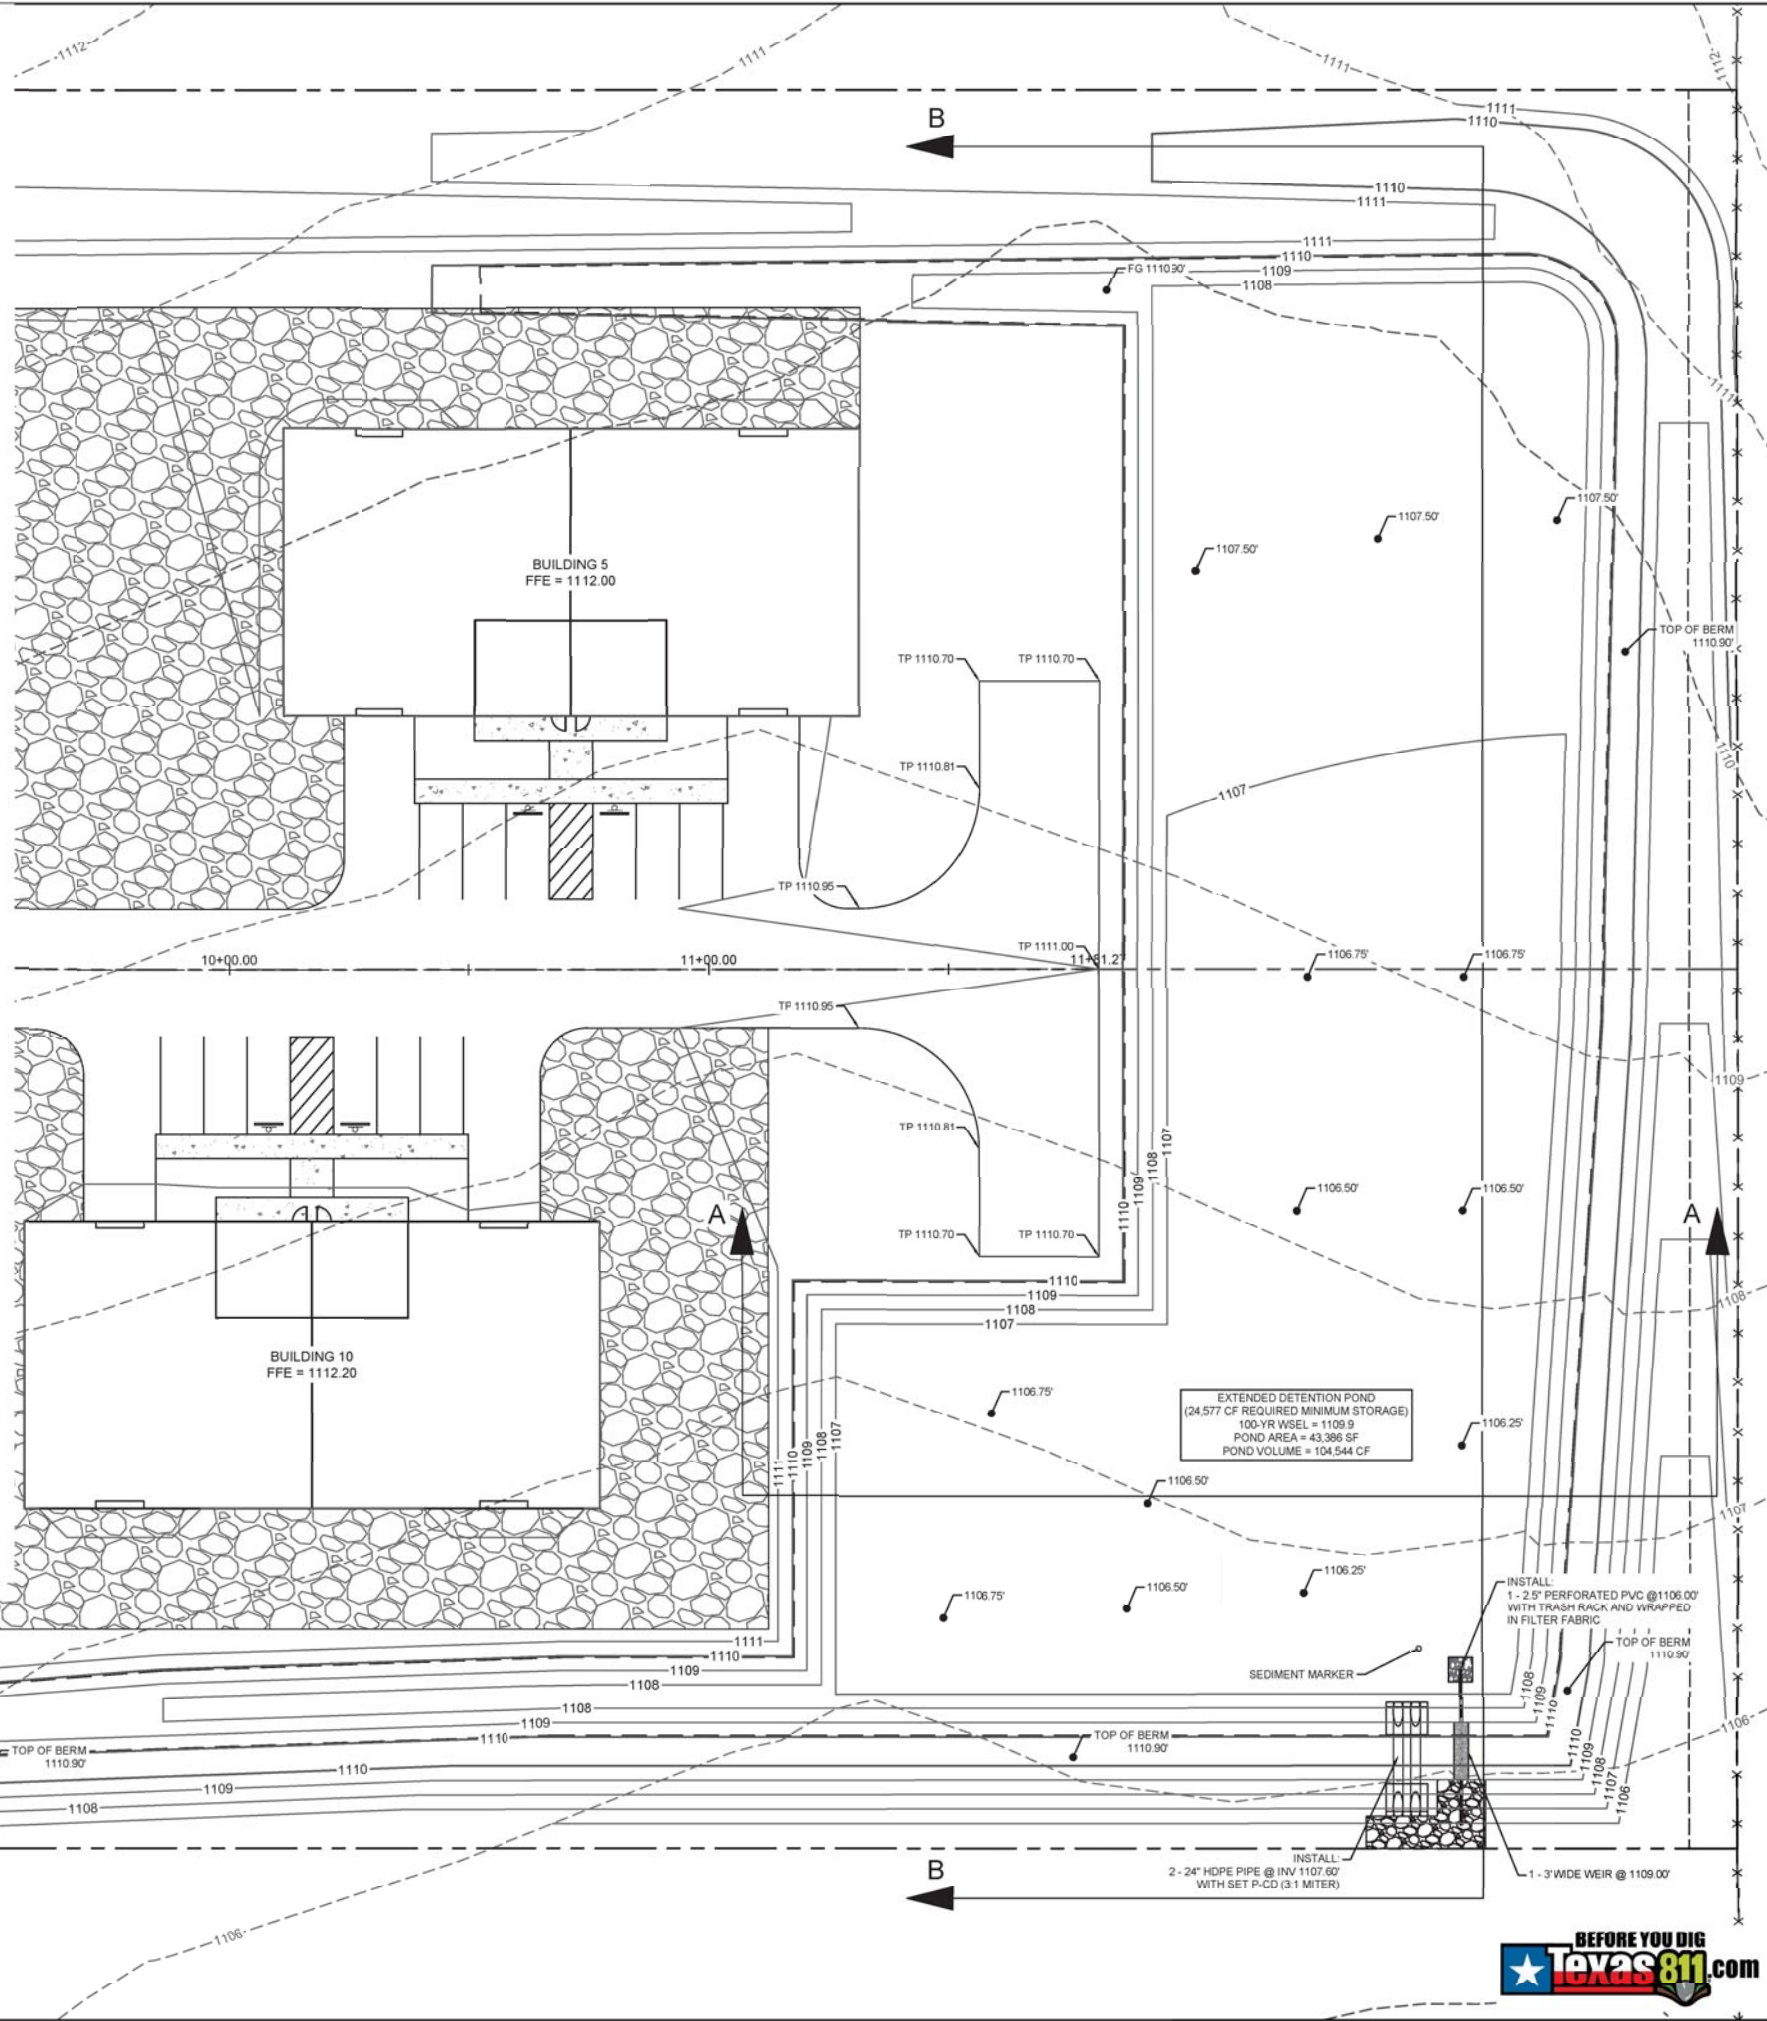 1112
1111
1111
1112
1111
1110
B
1110
1111
1111
1110
1109
1108
FG 1110.90'
1111
1107.50'
1107.50'
1107.50'
BUILDING 5
FFE = 1112.00
TOP OF BERM
1110.90'
TP 1110.70
TP 1110.70
1110
TP 1110.81
1107
TP 1110.95
TP 1111.00
10+00.00
11+00.00
11+81.2
1106.75'
1106.75'
TP 1110.95
1109
TP 1110.81
1107
1108
1109
1110
1106.50'
1106.50'
A
A
TP 1110.70
TP 1110.70
1110
1109
1108
1107
1108
BUILDING 10
FFE = 1112.20
1106.75'
EXTENDED DETENTION POND
(24,577 CF REQUIRED MINIMUM STORAGE)
100-YR WSEL = 1109.9
POND AREA = 43,386 SF
POND VOLUME = 104,544 CF
1106.25'
1111
1110
1109
1108
1107
1106.50'
1107
1106.75'
1106.50'
1106.25'
INSTALL:
1 - 2.5" PERFORATED PVC @1106.00'
WITH TRASH RACK AND WRAPPED
IN FILTER FABRIC
1111
1110
1109
1108
TOP OF BERM
1110.90'
SEDIMENT MARKER
1108
1109
1110
1108
1109
1110
1106
TOP OF BERM
1110.90'
TOP OF BERM
1110.90'
1110
1109
1108
1110
1109
1108
1107
1106
INSTALL:
2 - 24" HDPE PIPE @ INV 1107.60'
WITH SET P-CD (3:1 MITER)
1 - 3' WIDE WEIR @ 1109.00'
B
1106
BEFORE YOU DIG
Texas811.com